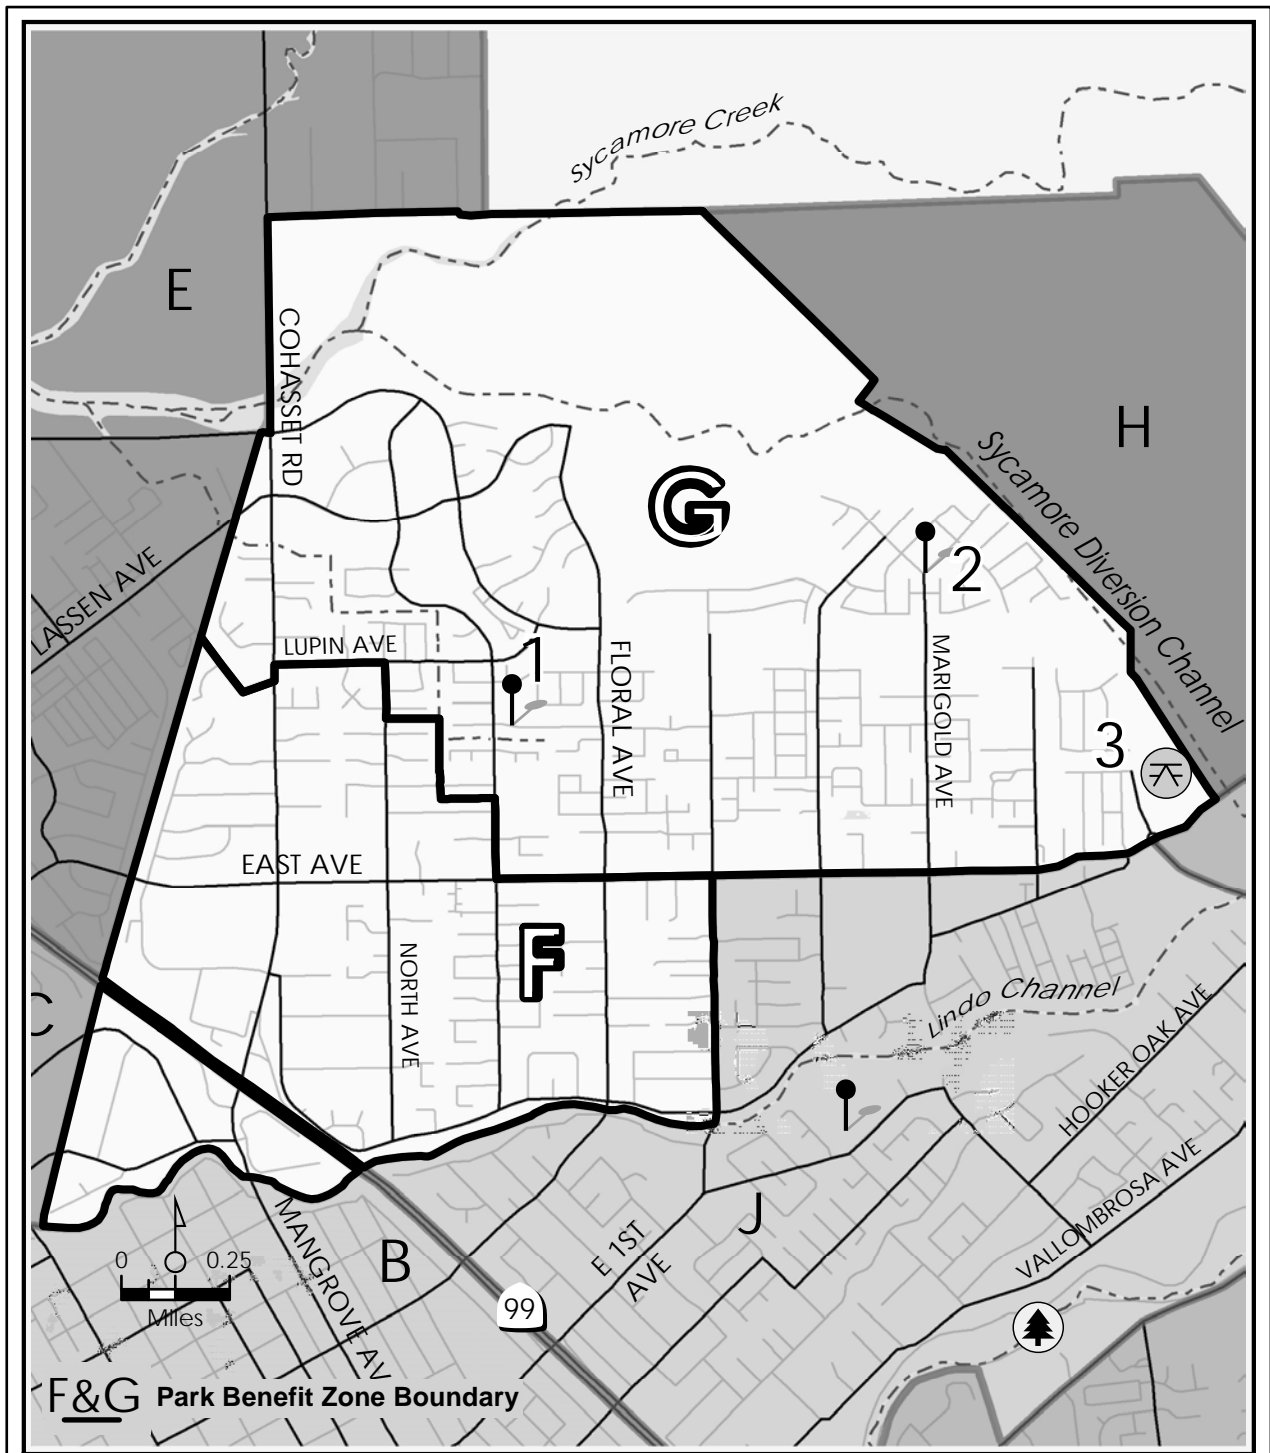 Sycamore Creek
E
COHASSET RD
H
G
Sycamore Diversion Channel
2
LASSEN AVE
LUPIN AVE
1
FLORAL AVE
MARIGOLD AVE
3
EAST AVE
F
NORTH AVE
C
Lindo Channel
HOOKER OAK AVE
J
VALLOMBROSA AVE
E 1ST
AVE
MANGROVE AV
B
0 0.25
Miles
99
F&G Park Benefit Zone Boundary